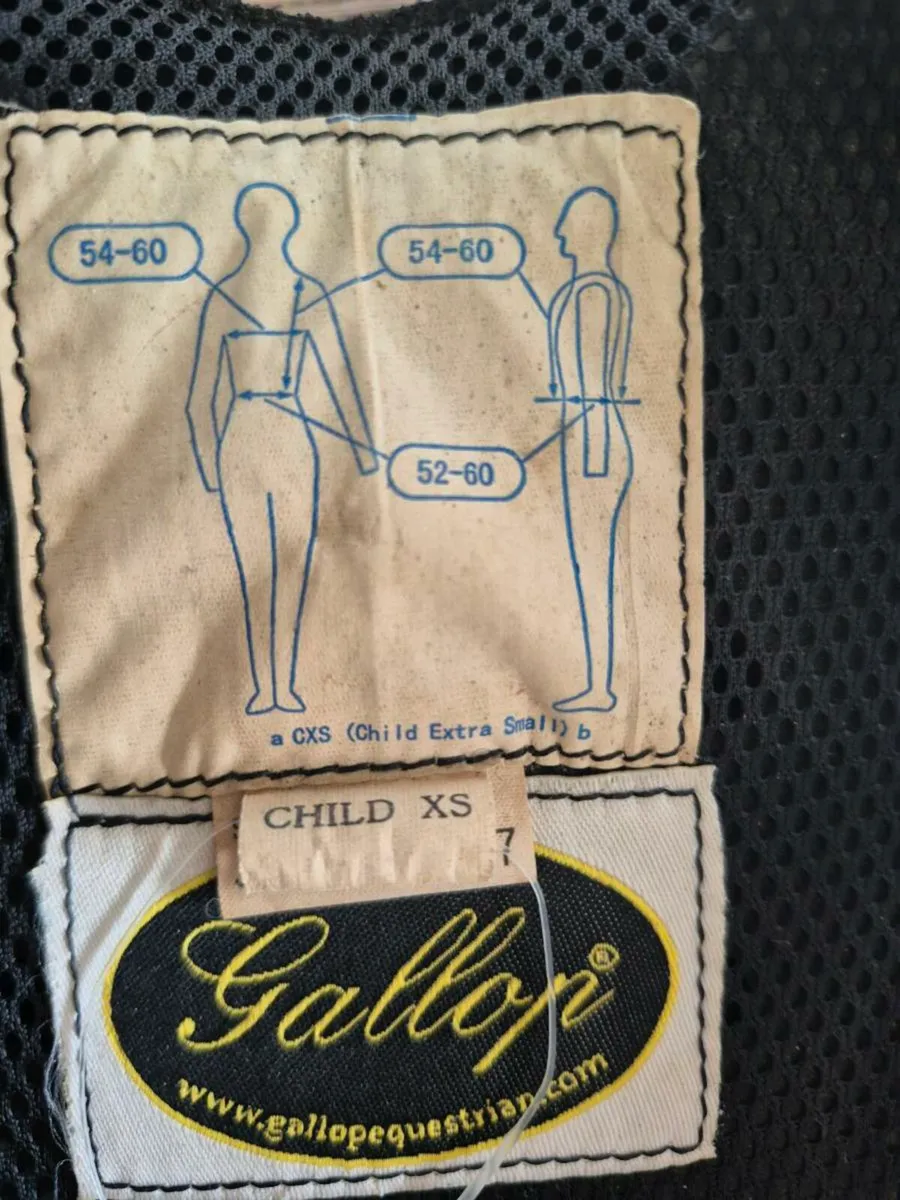 54-60
54-60
52-60
a CXS (Child Extra Small) b
CHILD XS
7
Gallop®
www.gallopequestrian.com